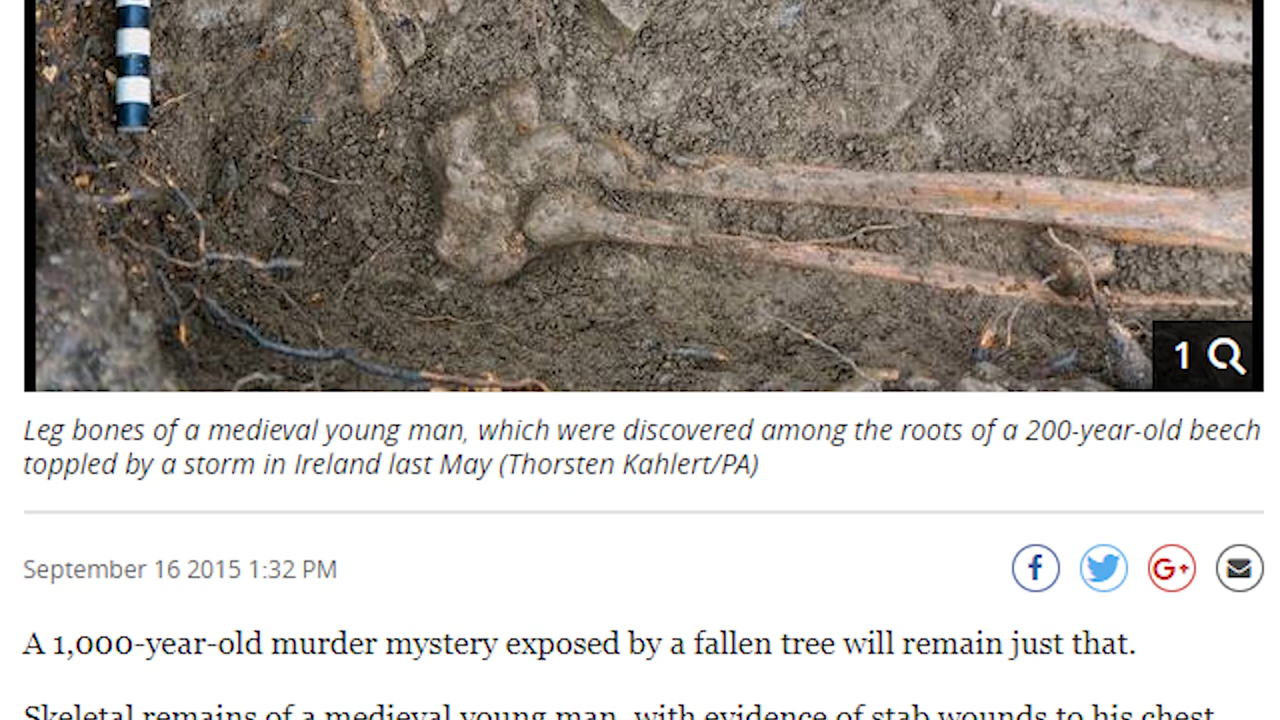 1
Leg bones of a medieval young man, which were discovered among the roots of a 200-year-old beech
toppled by a storm in Ireland last May (Thorsten Kahlert/PA)
September 16 2015 1:32 PM
f G+
A 1,000-year-old murder mystery exposed by a fallen tree will remain just that.
Skeletal remains of a medieval young man, with evidence of stab wounds to his chest